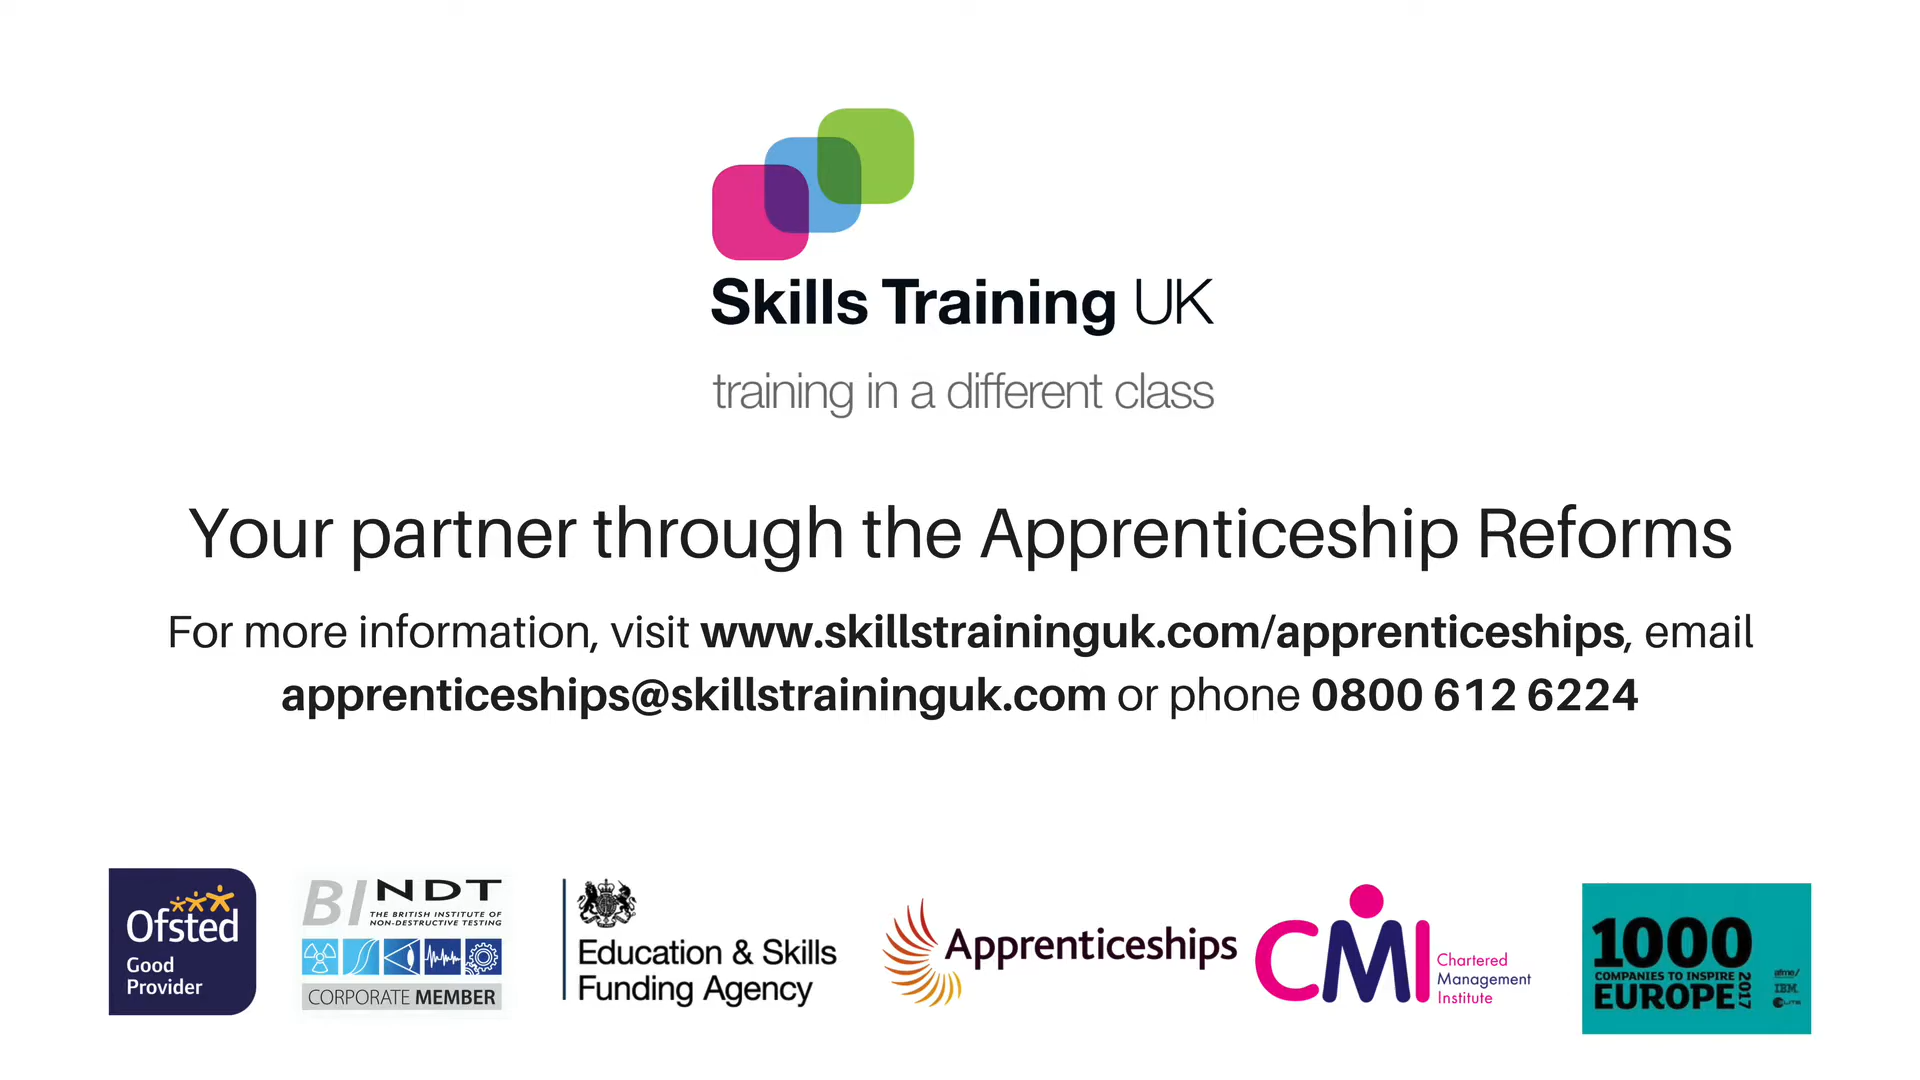 Skills Training UK
training in a different class
Your partner through the Apprenticeship Reforms
For more information, visit www.skillstraininguk.com/apprenticeships, email
apprenticeships@skillstraininguk.com or phone 0800 612 6224
Ofsted
Good
Provider
BINDT
THE BRITISH INSTITUTE OF
NON-DESTRUCTIVE TESTING
CORPORATE MEMBER
Education & Skills
Funding Agency
Apprenticeships
CMI
Chartered
Management
Institute
1000
COMPANIES TO INSPIRE
EUROPE
2017
IBM